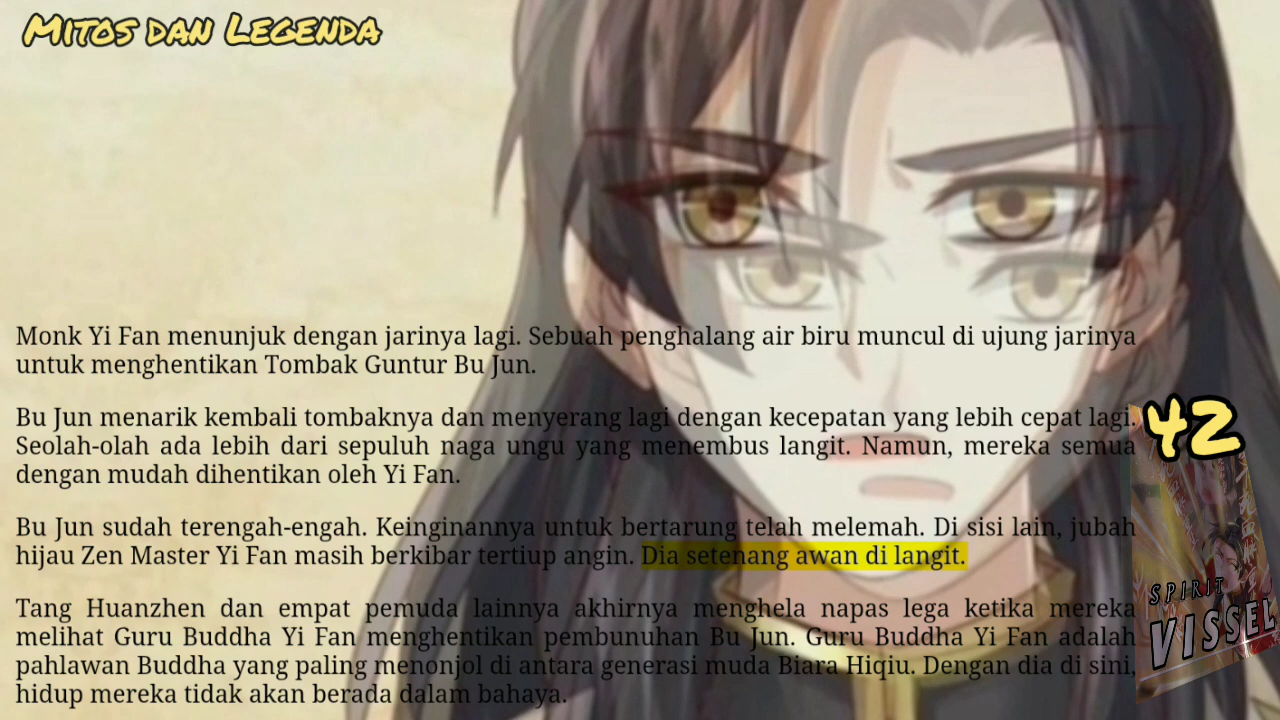 Mitos dan Legenda
Monk Yi Fan menunjuk dengan jarinya lagi. Sebuah penghalang air biru muncul di ujung jarinya
untuk menghentikan Tombak Guntur Bu Jun.
Bu Jun menarik kembali tombaknya dan menyerang lagi dengan kecepatan yang lebih cepat lagi.
Seolah-olah ada lebih dari sepuluh naga ungu yang menembus langit. Namun, mereka semua
dengan mudah dihentikan oleh Yi Fan.
Bu Jun sudah terengah-engah. Keinginannya untuk bertarung telah melemah. Di sisi lain, jubah
hijau Zen Master Yi Fan masih berkibar tertiup angin. Dia setenang awan di langit.
Tang Huanzhen dan empat pemuda lainnya akhirnya menghela napas lega ketika mereka
melihat Guru Buddha Yi Fan menghentikan pembunuhan Bu Jun. Guru Buddha Yi Fan adalah
pahlawan Buddha yang paling menonjol di antara generasi muda Biara Hiqiu. Dengan dia di sini,
hidup mereka tidak akan berada dalam bahaya.
42
SPIRIT
VISSEL